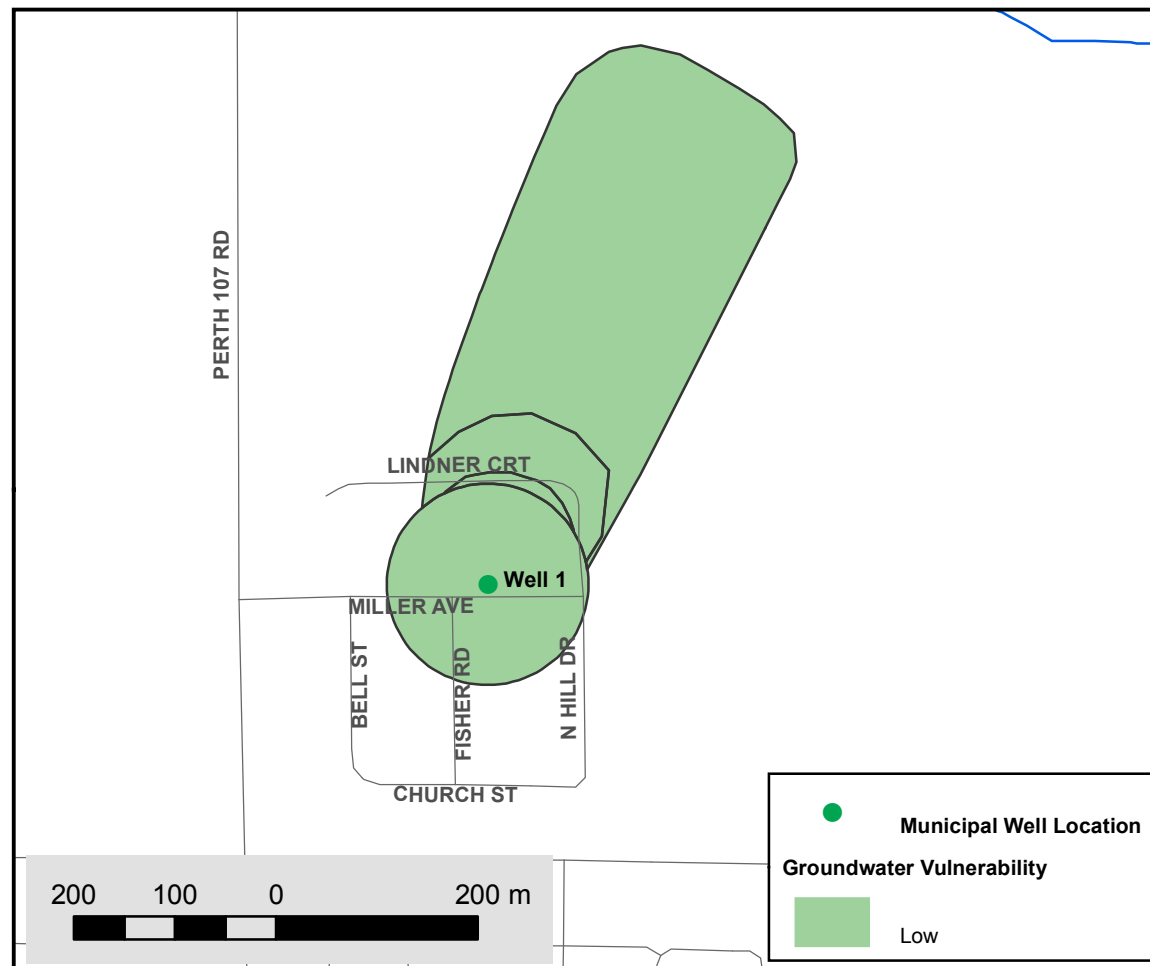 PERTH 107 RD
LINDNER CRT
Well 1
MILLER AVE
BELL ST
FISHER RD
N HILL DR
CHURCH ST
200 100 0 200 m
Municipal Well Location
Groundwater Vulnerability
Low